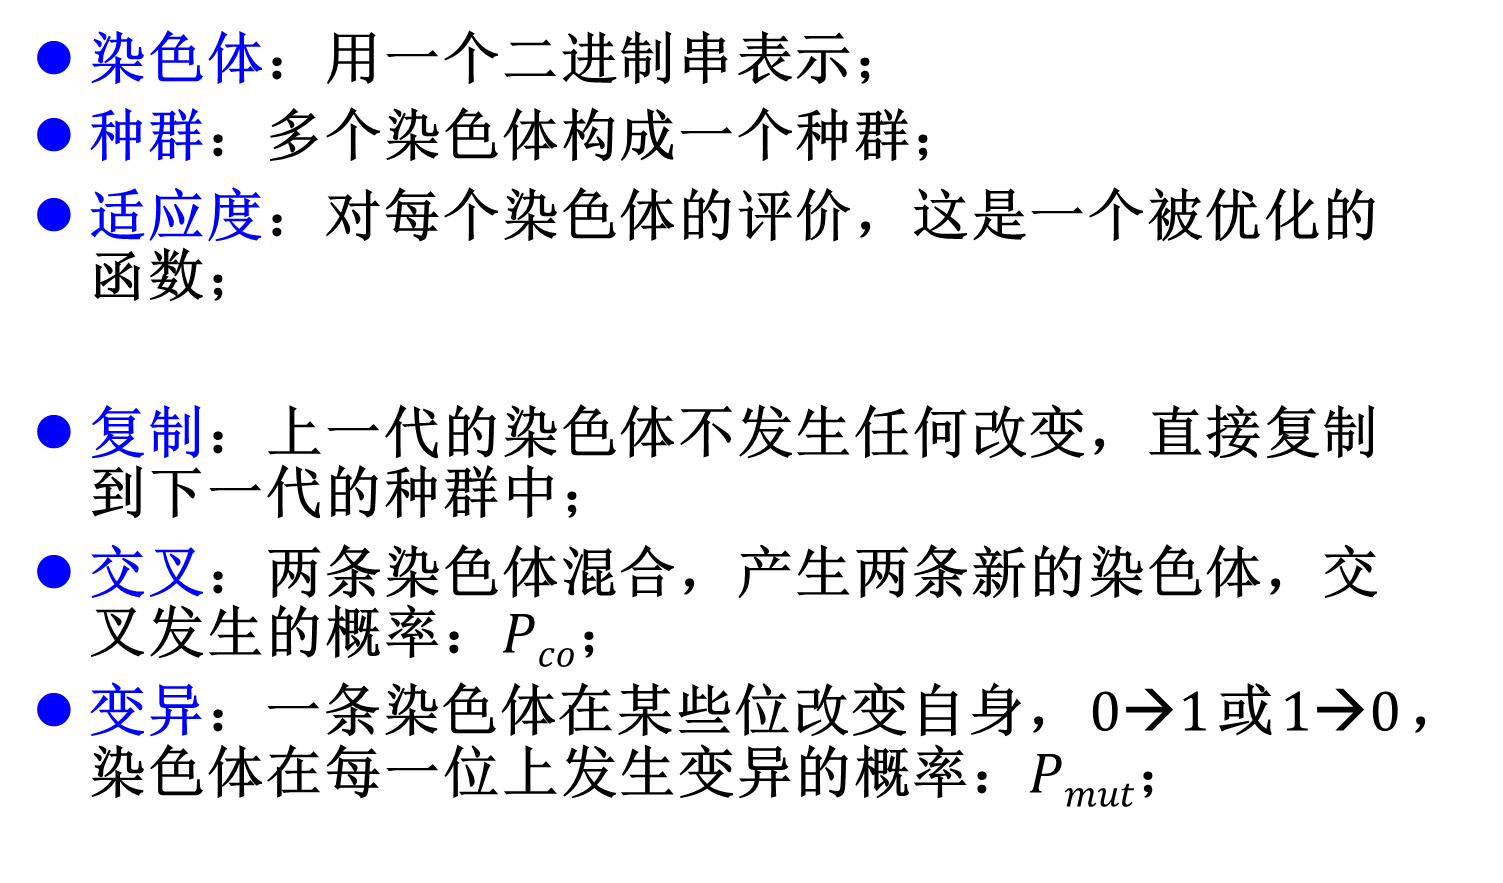 ● 染色体：用一个二进制串表示；
● 种群：多个染色体构成一个种群；
● 适应度：对每个染色体的评价，这是一个被优化的
函数；
● 复制：上一代的染色体不发生任何改变，直接复制
到下一代的种群中；
● 交叉：两条染色体混合，产生两条新的染色体，交
叉发生的概率：P_co；
● 变异：一条染色体在某些位改变自身，0→1或1→0，
染色体在每一位上发生变异的概率：P_mut；